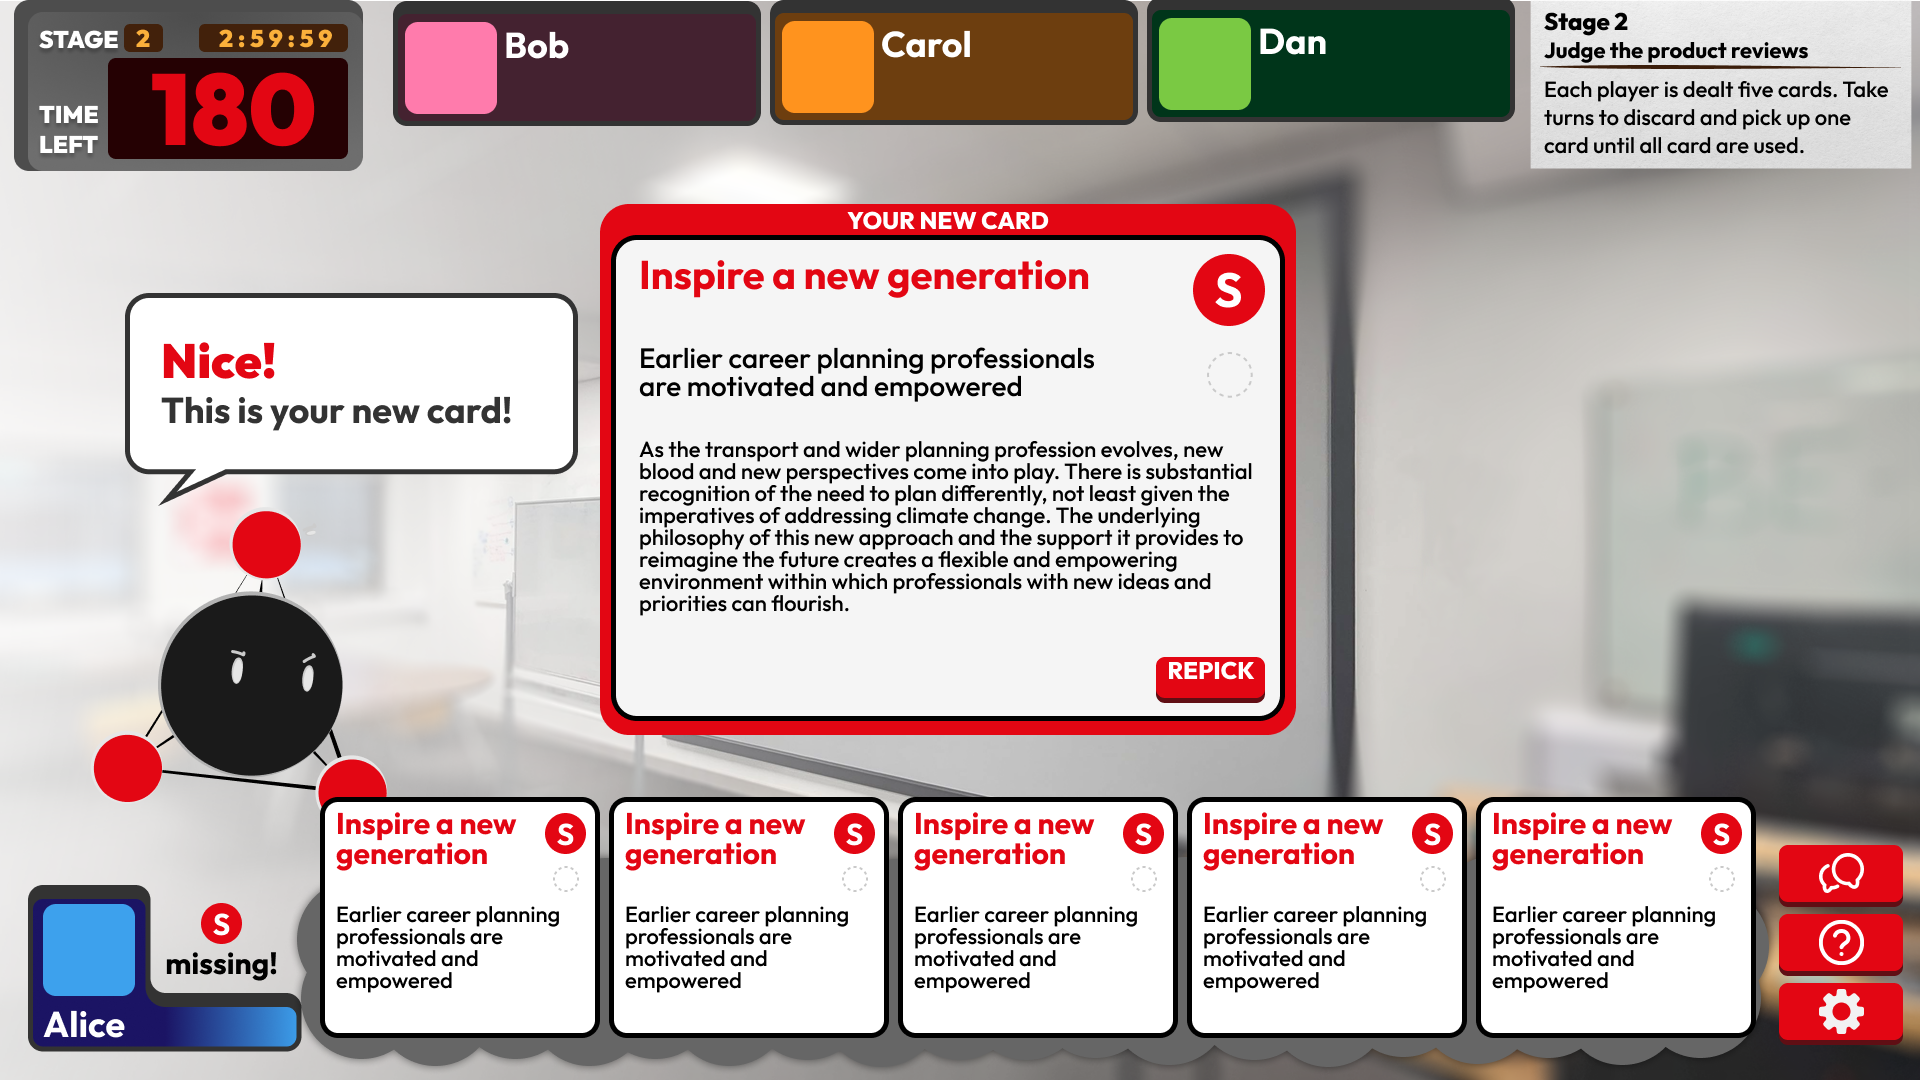 STAGE 2
2:59:59
TIME
LEFT
180
Bob
Carol
Dan
Stage 2
Judge the product reviews
Each player is dealt five cards. Take
turns to discard and pick up one
card until all card are used.
YOUR NEW CARD
Inspire a new generation
S
Earlier career planning professionals
are motivated and empowered
As the transport and wider planning profession evolves, new
blood and new perspectives come into play. There is substantial
recognition of the need to plan differently, not least given the
imperatives of addressing climate change. The underlying
philosophy of this new approach and the support it provides to
reimagine the future creates a flexible and empowering
environment within which professionals with new ideas and
priorities can flourish.
REPICK
Nice!
This is your new card!
Inspire a new
generation
S
Earlier career planning
professionals are
motivated and
empowered
Inspire a new
generation
S
Earlier career planning
professionals are
motivated and
empowered
Inspire a new
generation
S
Earlier career planning
professionals are
motivated and
empowered
Inspire a new
generation
S
Earlier career planning
professionals are
motivated and
empowered
Inspire a new
generation
S
Earlier career planning
professionals are
motivated and
empowered
S
missing!
Alice
?